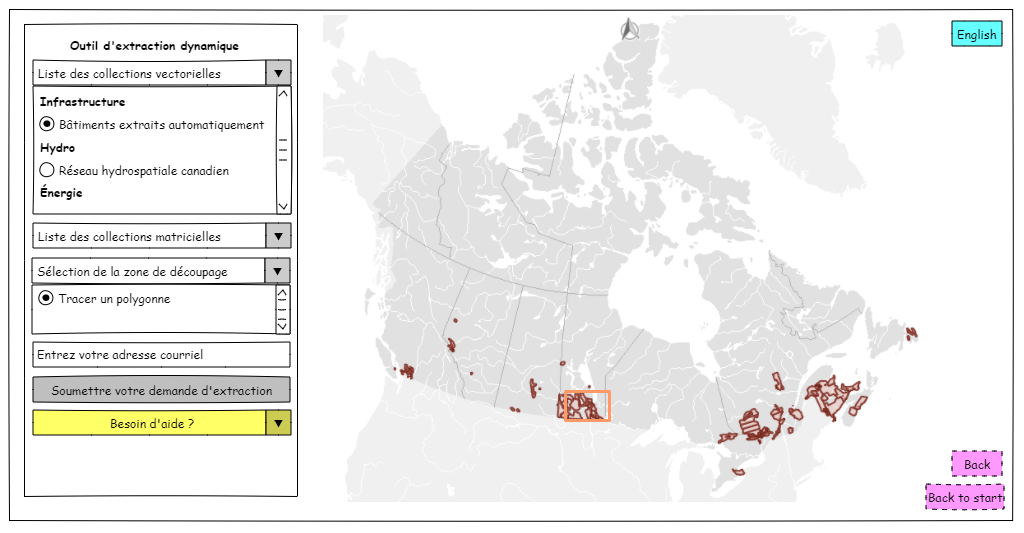 Outil d'extraction dynamique
Liste des collections vectorielles
Infrastructure
Bâtiments extraits automatiquement
Hydro
Réseau hydrospatiale canadien
Énergie
Liste des collections matricielles
Sélection de la zone de découpage
Tracer un polygonne
Entrez votre adresse courriel
Soumettre votre demande d'extraction
Besoin d'aide ?
English
Back
Back to start